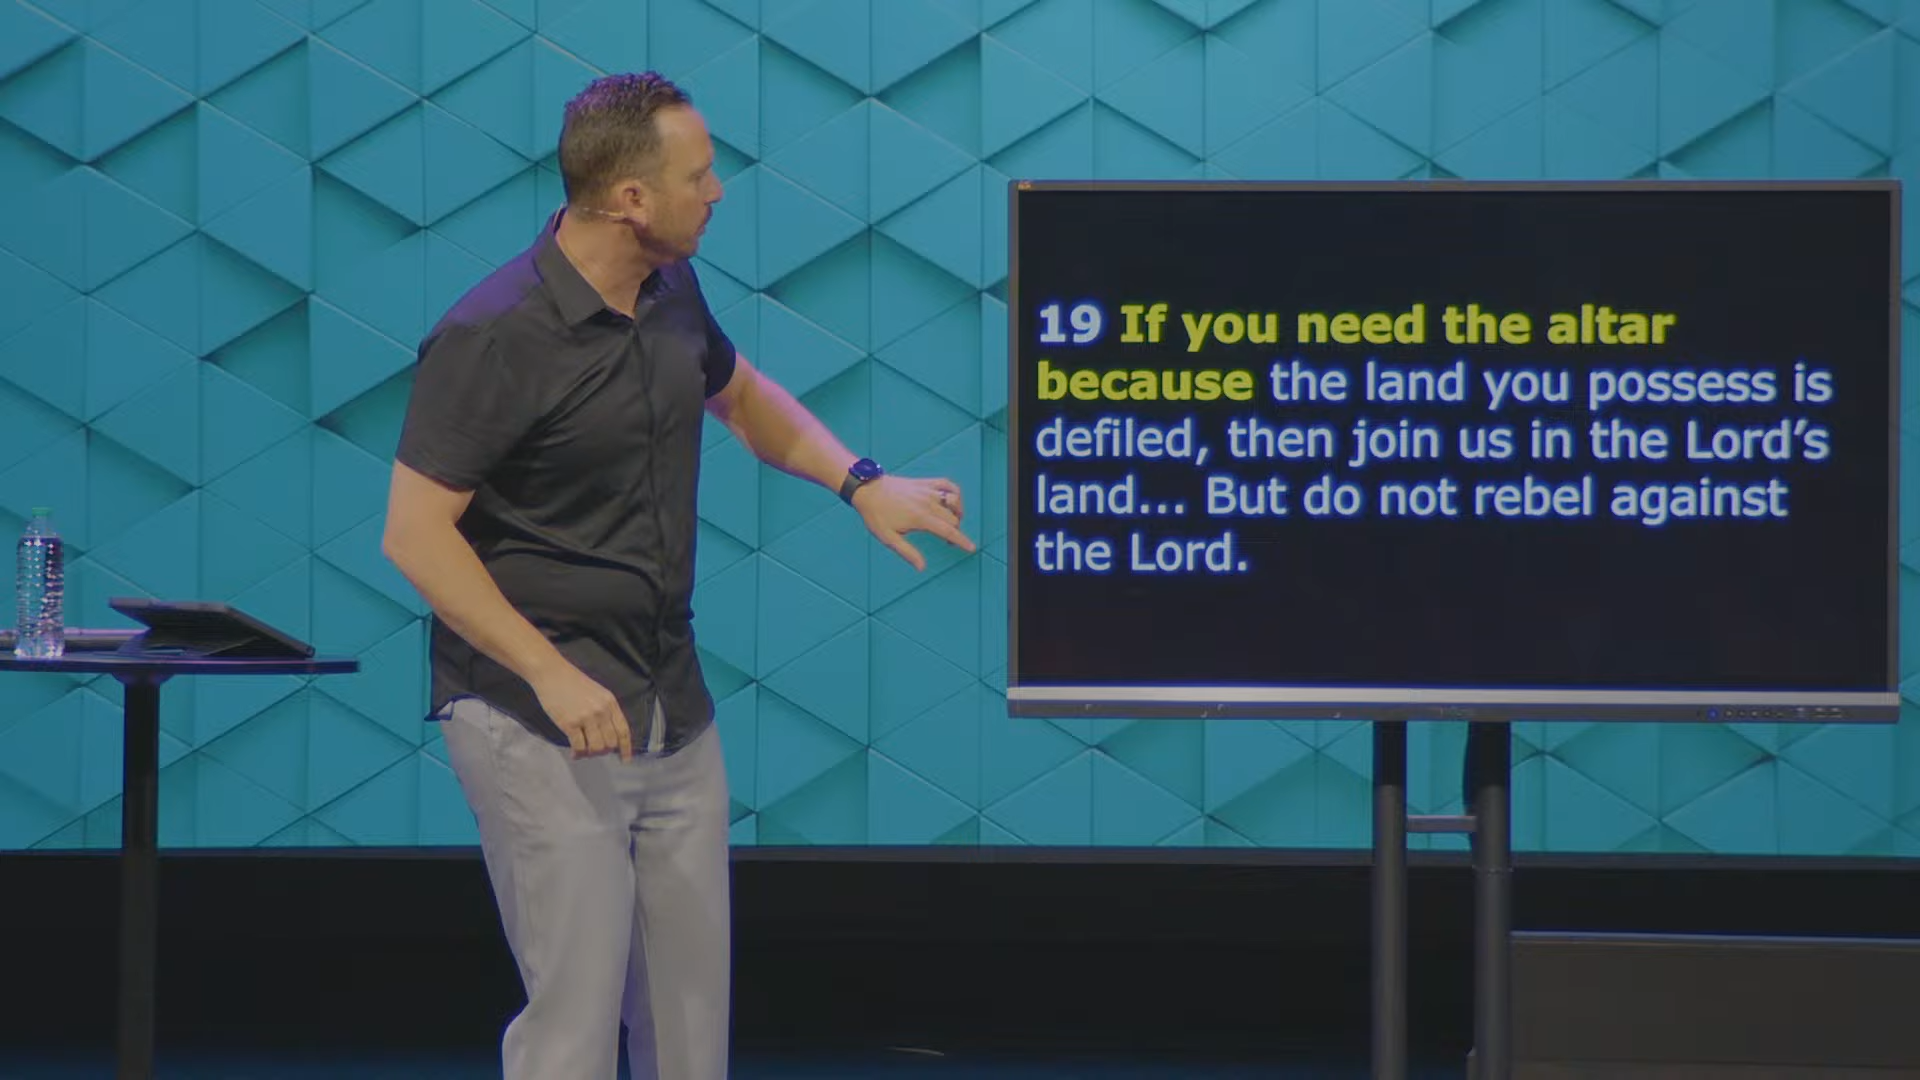 19 If you need the altar
because the land you possess is
defiled, then join us in the Lord’s
land... But do not rebel against
the Lord.